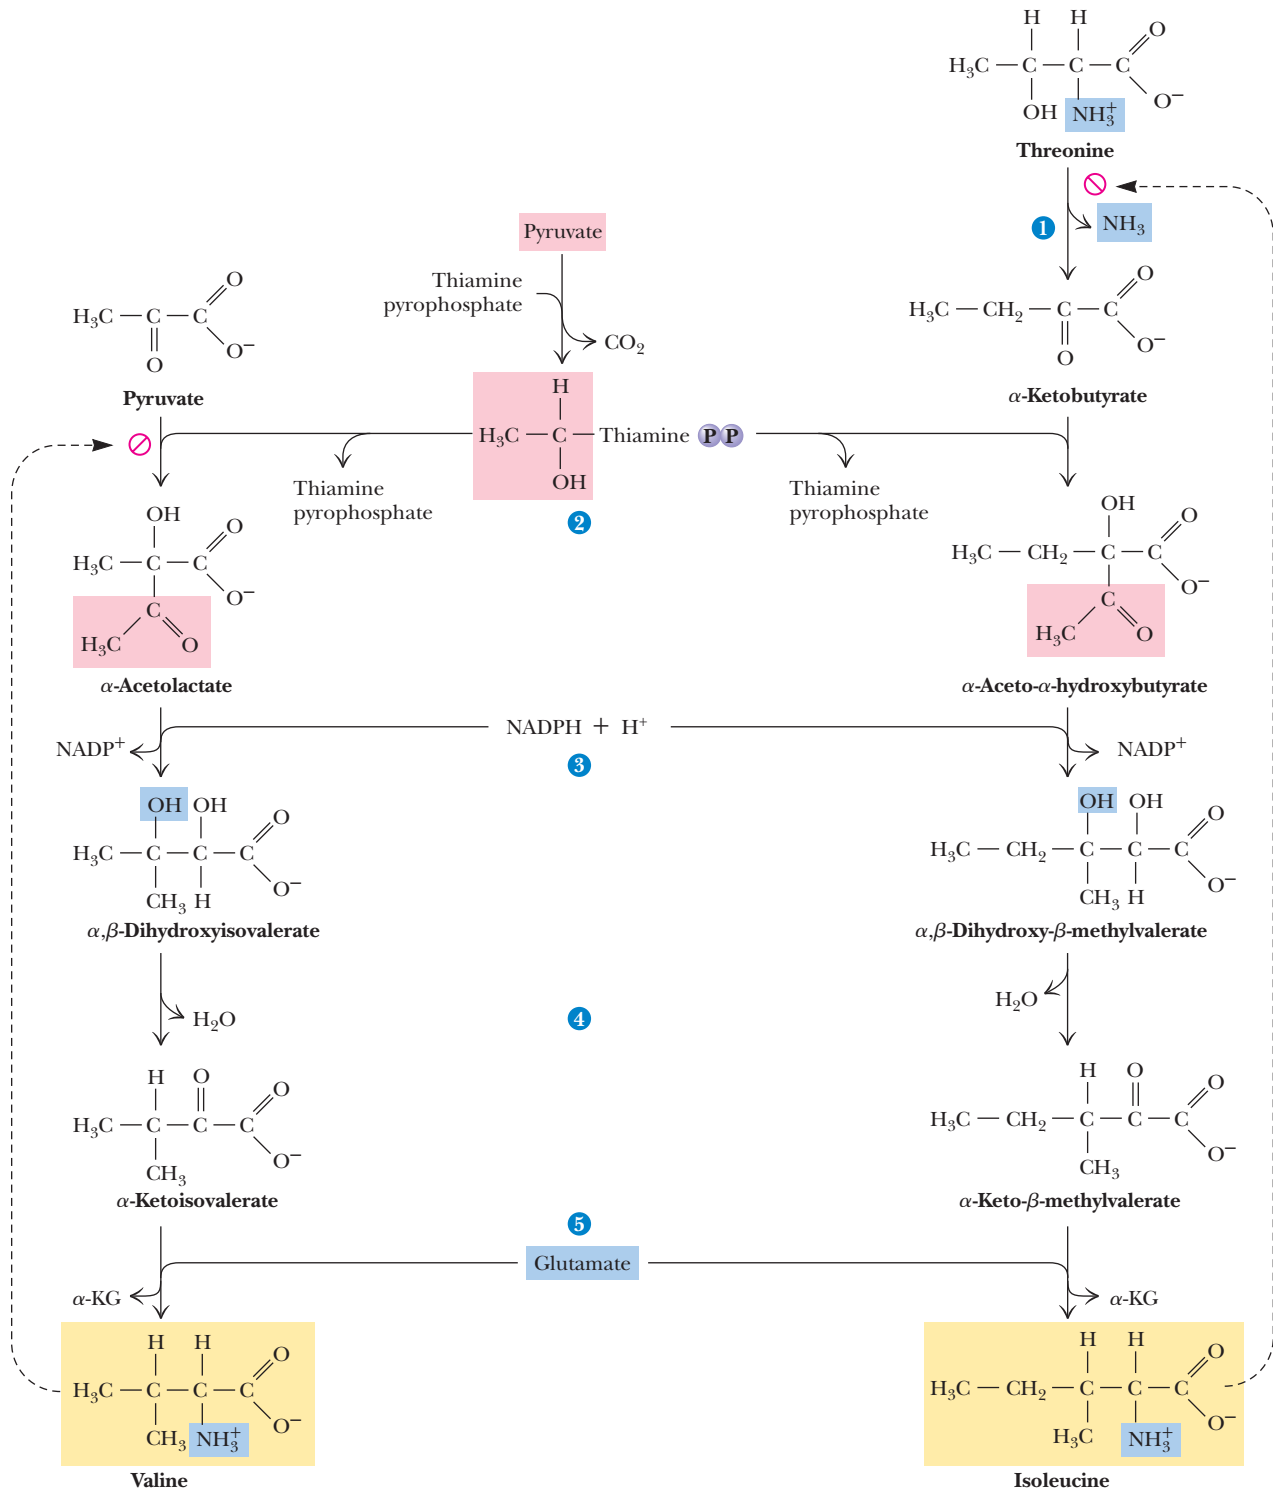 H H
O
H₃C — C — C — C
O⁻
OH NH₃⁺
Threonine
1
NH₃
Pyruvate
Thiamine
pyrophosphate
CO₂
O
H₃C — C — C
O⁻
O
Pyruvate
O
H₃C — CH₂ — C — C
O⁻
O
α-Ketobutyrate
H
H₃C — C — Thiamine P P
OH
Thiamine
pyrophosphate
Thiamine
pyrophosphate
2
OH
O
H₃C — C — C
O⁻
C
H₃C O
α-Acetolactate
OH
O
H₃C — CH₂ — C — C
O⁻
C
H₃C O
α-Aceto-α-hydroxybutyrate
NADPH + H⁺
NADP⁺
NADP⁺
3
OH OH
O
H₃C — C — C — C
O⁻
CH₃ H
α,β-Dihydroxyisovalerate
OH OH
O
H₃C — CH₂ — C — C — C
O⁻
CH₃ H
α,β-Dihydroxy-β-methylvalerate
H₂O
H₂O
4
H O
O
H₃C — C — C — C
O⁻
CH₃
α-Ketoisovalerate
H O
O
H₃C — CH₂ — C — C — C
O⁻
CH₃
α-Keto-β-methylvalerate
5
Glutamate
α-KG
α-KG
H H
O
H₃C — C — C — C
O⁻
CH₃ NH₃⁺
Valine
H H
O
H₃C — CH₂ — C — C — C
O⁻
H₃C NH₃⁺
Isoleucine